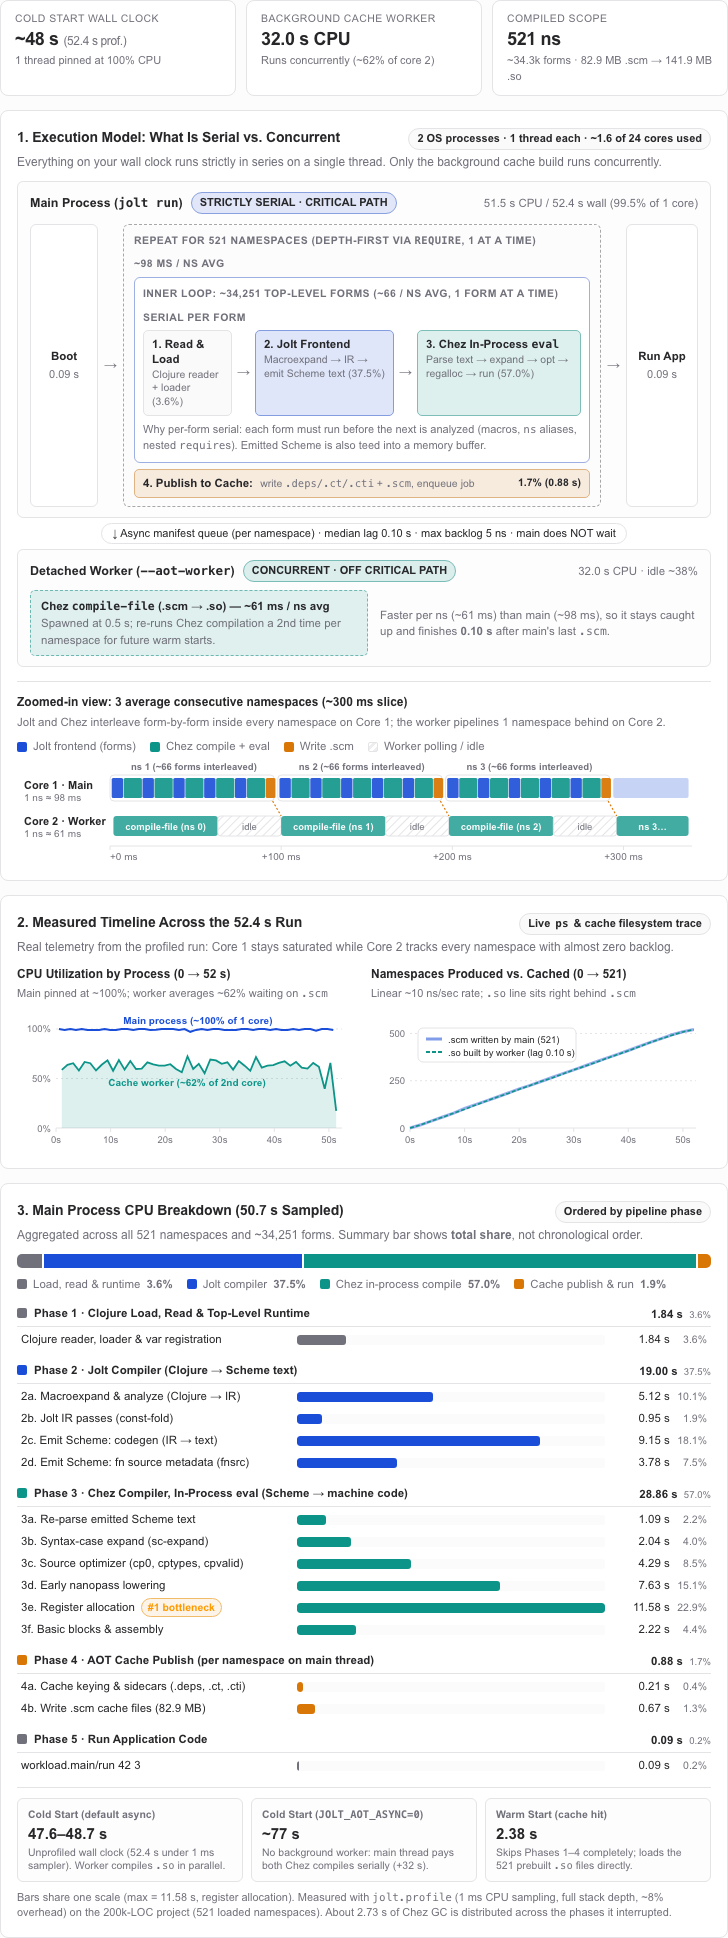 COLD START WALL CLOCK
~48 s (52.4 s prof.)
1 thread pinned at 100% CPU
BACKGROUND CACHE WORKER
32.0 s CPU
Runs concurrently (~62% of core 2)
COMPILED SCOPE
521 ns
~34.3k forms · 82.9 MB .scm → 141.9 MB
.so
1. Execution Model: What Is Serial vs. Concurrent
2 OS processes · 1 thread each · ~1.6 of 24 cores used
Everything on your wall clock runs strictly in series on a single thread. Only the background cache build runs concurrently.
Main Process (jolt run)
STRICTLY SERIAL · CRITICAL PATH
51.5 s CPU / 52.4 s wall (99.5% of 1 core)
Boot
0.09 s
→
REPEAT FOR 521 NAMESPACES (DEPTH-FIRST VIA REQUIRE, 1 AT A TIME)
~98 MS / NS AVG
INNER LOOP: ~34,251 TOP-LEVEL FORMS (~66 / NS AVG, 1 FORM AT A TIME)
SERIAL PER FORM
1. Read &
Load
Clojure reader
+ loader
(3.6%)
→
2. Jolt Frontend
Macroexpand → IR →
emit Scheme text (37.5%)
→
3. Chez In-Process eval
Parse text → expand → opt →
regalloc → run (57.0%)
Why per-form serial: each form must run before the next is analyzed (macros, ns aliases,
nested requires). Emitted Scheme is also teed into a memory buffer.
4. Publish to Cache: write .deps/.ct/.cti + .scm, enqueue job
1.7% (0.88 s)
→
Run App
0.09 s
↓ Async manifest queue (per namespace) · median lag 0.10 s · max backlog 5 ns · main does NOT wait
Detached Worker (--aot-worker)
CONCURRENT · OFF CRITICAL PATH
32.0 s CPU · idle ~38%
Chez compile-file (.scm → .so) — ~61 ms / ns avg
Spawned at 0.5 s; re-runs Chez compilation a 2nd time per
namespace for future warm starts.
Faster per ns (~61 ms) than main (~98 ms), so it stays caught
up and finishes 0.10 s after main's last .scm.
Zoomed-in view: 3 average consecutive namespaces (~300 ms slice)
Jolt and Chez interleave form-by-form inside every namespace on Core 1; the worker pipelines 1 namespace behind on Core 2.
Jolt frontend (forms)
Chez compile + eval
Write .scm
Worker polling / idle
ns 1 (~66 forms interleaved)
ns 2 (~66 forms interleaved)
ns 3 (~66 forms interleaved)
Core 1 · Main
1 ns ≈ 98 ms
Core 2 · Worker
1 ns ≈ 61 ms
compile-file (ns 0)
idle
compile-file (ns 1)
idle
compile-file (ns 2)
idle
ns 3…
+0 ms
+100 ms
+200 ms
+300 ms
2. Measured Timeline Across the 52.4 s Run
Live ps & cache filesystem trace
Real telemetry from the profiled run: Core 1 stays saturated while Core 2 tracks every namespace with almost zero backlog.
CPU Utilization by Process (0 → 52 s)
Main pinned at ~100%; worker averages ~62% waiting on .scm
Main process (~100% of 1 core)
Cache worker (~62% of 2nd core)
100%
50%
0%
0s
10s
20s
30s
40s
50s
Namespaces Produced vs. Cached (0 → 521)
Linear ~10 ns/sec rate; .so line sits right behind .scm
.scm written by main (521)
.so built by worker (lag 0.10 s)
500
250
0
0s
10s
20s
30s
40s
50s
3. Main Process CPU Breakdown (50.7 s Sampled)
Ordered by pipeline phase
Aggregated across all 521 namespaces and ~34,251 forms. Summary bar shows total share, not chronological order.
Load, read & runtime 3.6%
Jolt compiler 37.5%
Chez in-process compile 57.0%
Cache publish & run 1.9%
Phase 1 · Clojure Load, Read & Top-Level Runtime 1.84 s 3.6%
Clojure reader, loader & var registration 1.84 s 3.6%
Phase 2 · Jolt Compiler (Clojure → Scheme text) 19.00 s 37.5%
2a. Macroexpand & analyze (Clojure → IR) 5.12 s 10.1%
2b. Jolt IR passes (const-fold) 0.95 s 1.9%
2c. Emit Scheme: codegen (IR → text) 9.15 s 18.1%
2d. Emit Scheme: fn source metadata (fnsrc) 3.78 s 7.5%
Phase 3 · Chez Compiler, In-Process eval (Scheme → machine code) 28.86 s 57.0%
3a. Re-parse emitted Scheme text 1.09 s 2.2%
3b. Syntax-case expand (sc-expand) 2.04 s 4.0%
3c. Source optimizer (cp0, cptypes, cpvalid) 4.29 s 8.5%
3d. Early nanopass lowering 7.63 s 15.1%
3e. Register allocation #1 bottleneck 11.58 s 22.9%
3f. Basic blocks & assembly 2.22 s 4.4%
Phase 4 · AOT Cache Publish (per namespace on main thread) 0.88 s 1.7%
4a. Cache keying & sidecars (.deps, .ct, .cti) 0.21 s 0.4%
4b. Write .scm cache files (82.9 MB) 0.67 s 1.3%
Phase 5 · Run Application Code 0.09 s 0.2%
workload.main/run 42 3 0.09 s 0.2%
Cold Start (default async)
47.6–48.7 s
Unprofiled wall clock (52.4 s under 1 ms
sampler). Worker compiles .so in parallel.
Cold Start (JOLT_AOT_ASYNC=0)
~77 s
No background worker: main thread pays
both Chez compiles serially (+32 s).
Warm Start (cache hit)
2.38 s
Skips Phases 1–4 completely; loads the
521 prebuilt .so files directly.
Bars share one scale (max = 11.58 s, register allocation). Measured with jolt.profile (1 ms CPU sampling, full stack depth, ~8%
overhead) on the 200k-LOC project (521 loaded namespaces). About 2.73 s of Chez GC is distributed across the phases it interrupted.